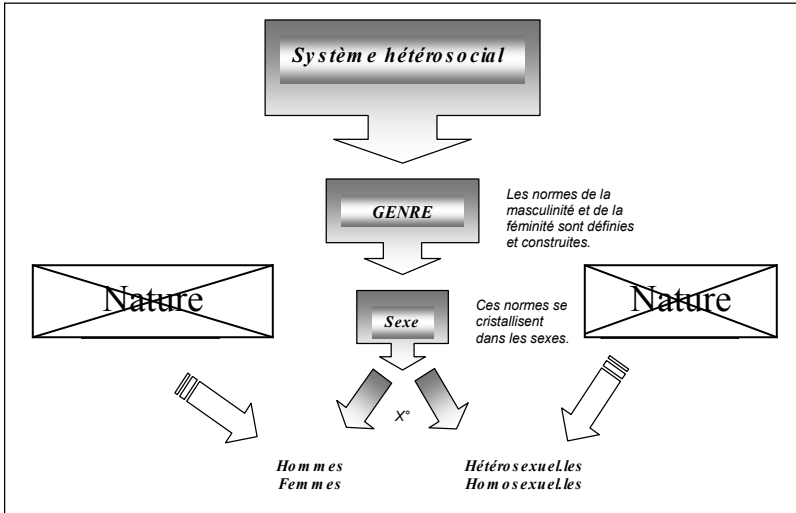 Système hétérosocial
GENRE
Les normes de la
masculinité et de la
féminité sont définies
et construites.
Nature
Nature
Sexe
Ces normes se
cristallisent
dans les sexes.
X°
Hommes
Femmes
Hétérosexuel.les
Homosexuel.les